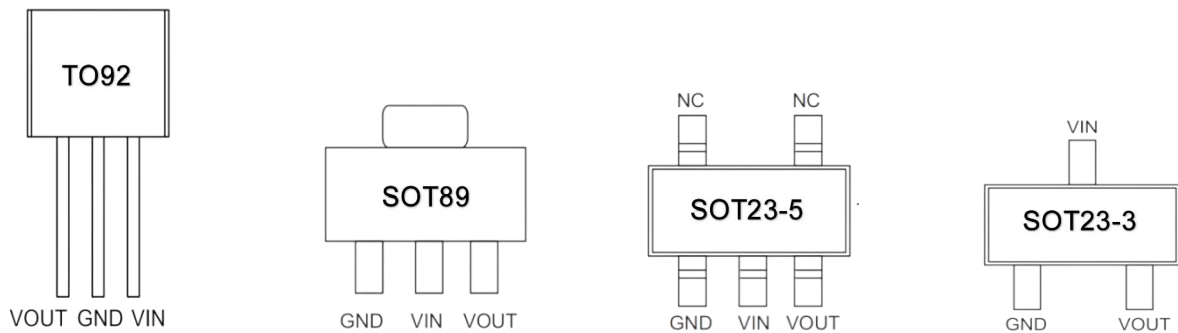 TO92
VOUT GND VIN
SOT89
GND VIN VOUT
NC NC
SOT23-5
GND VIN VOUT
VIN
SOT23-3
GND VOUT